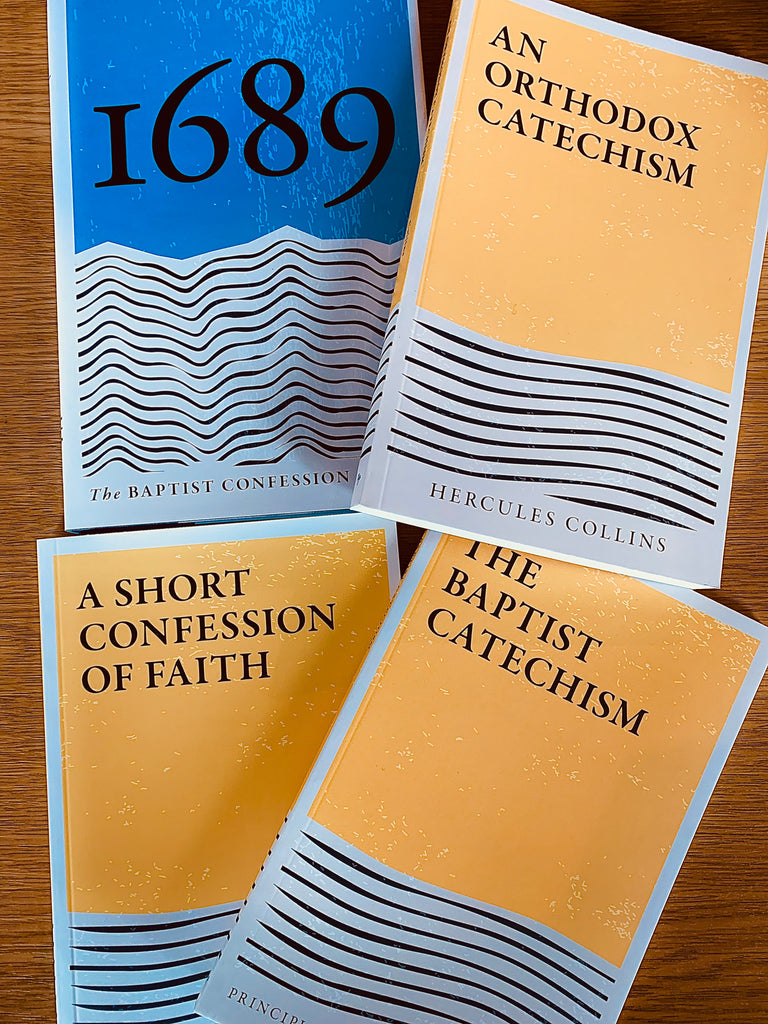 1689
The BAPTIST CONFESSION
AN
ORTHODOX
CATECHISM
HERCULES COLLINS
A SHORT
CONFESSION
OF FAITH
THE
BAPTIST
CATECHISM